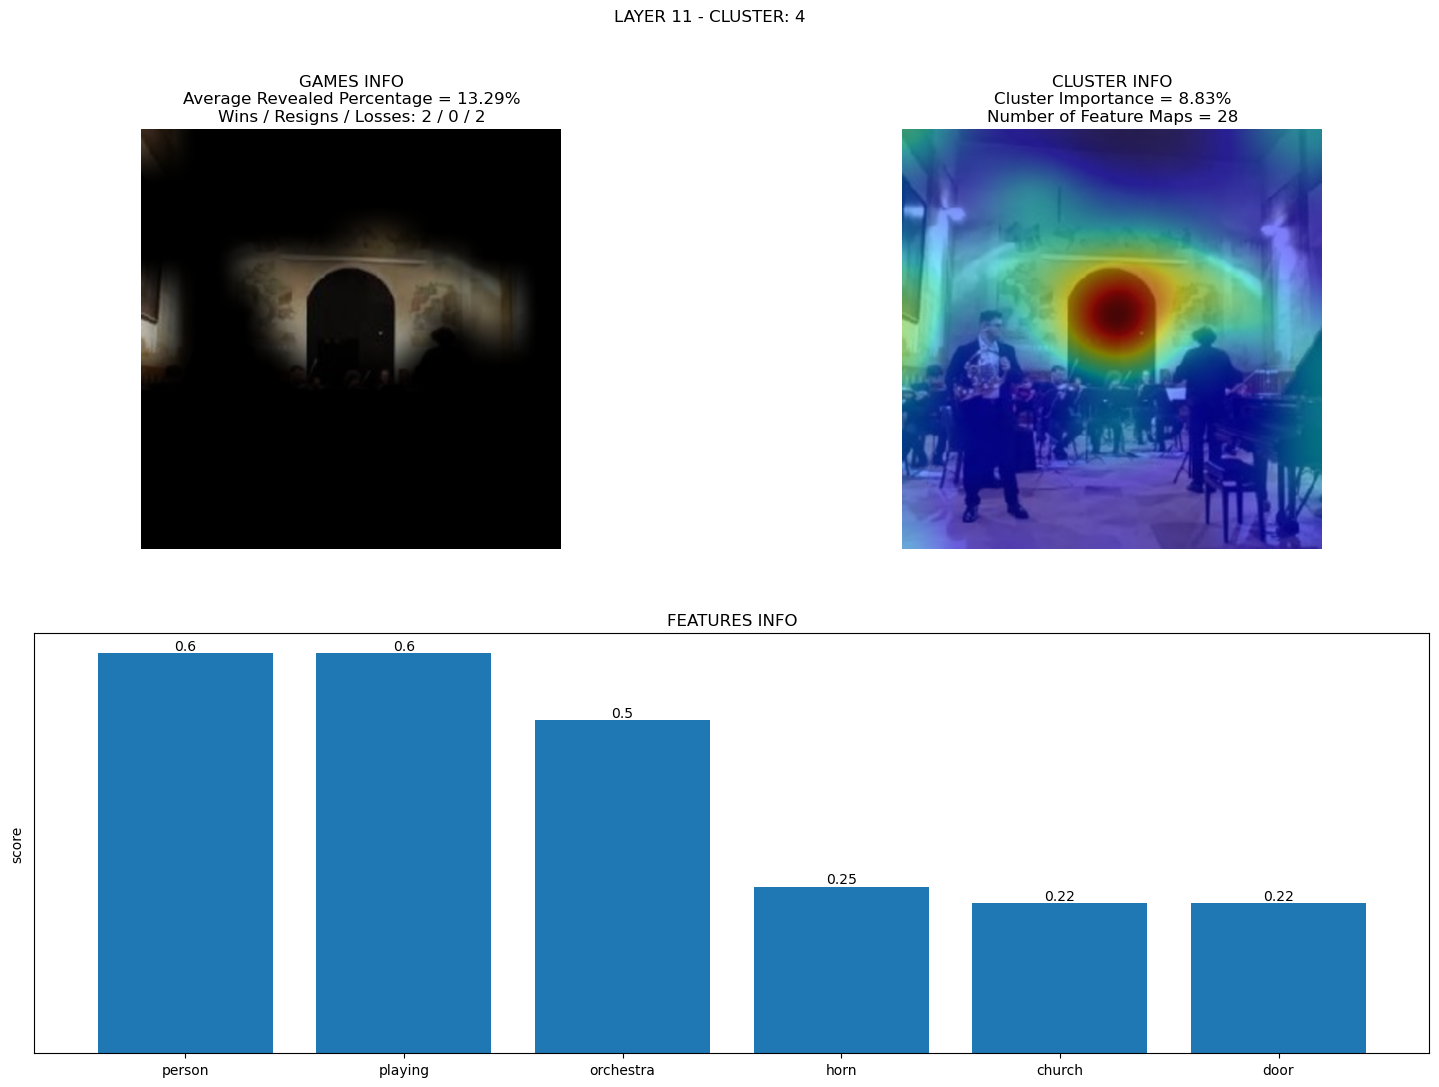 LAYER 11 - CLUSTER: 4
GAMES INFO
Average Revealed Percentage = 13.29%
Wins / Resigns / Losses: 2 / 0 / 2
CLUSTER INFO
Cluster Importance = 8.83%
Number of Feature Maps = 28
FEATURES INFO
score
0.6
0.6
0.5
0.25
0.22
0.22
person
playing
orchestra
horn
church
door